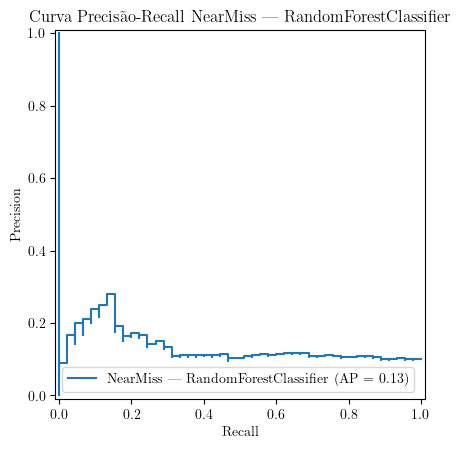 Curva Precisão-Recall NearMiss — RandomForestClassifier
1.0
0.8
0.6
0.4
0.2
0.0
Precision
NearMiss — RandomForestClassifier (AP = 0.13)
0.0 0.2 0.4 0.6 0.8 1.0
Recall